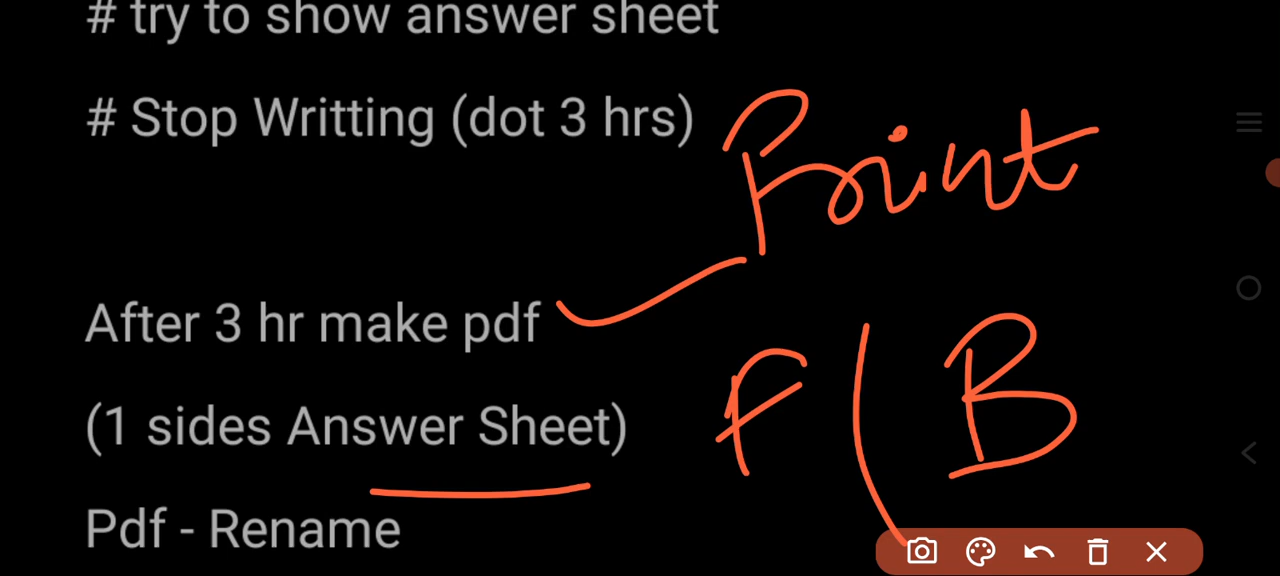 # try to show answer sheet
# Stop Writting (dot 3 hrs)
Print
After 3 hr make pdf
F | B
(1 sides Answer Sheet)
Pdf - Rename